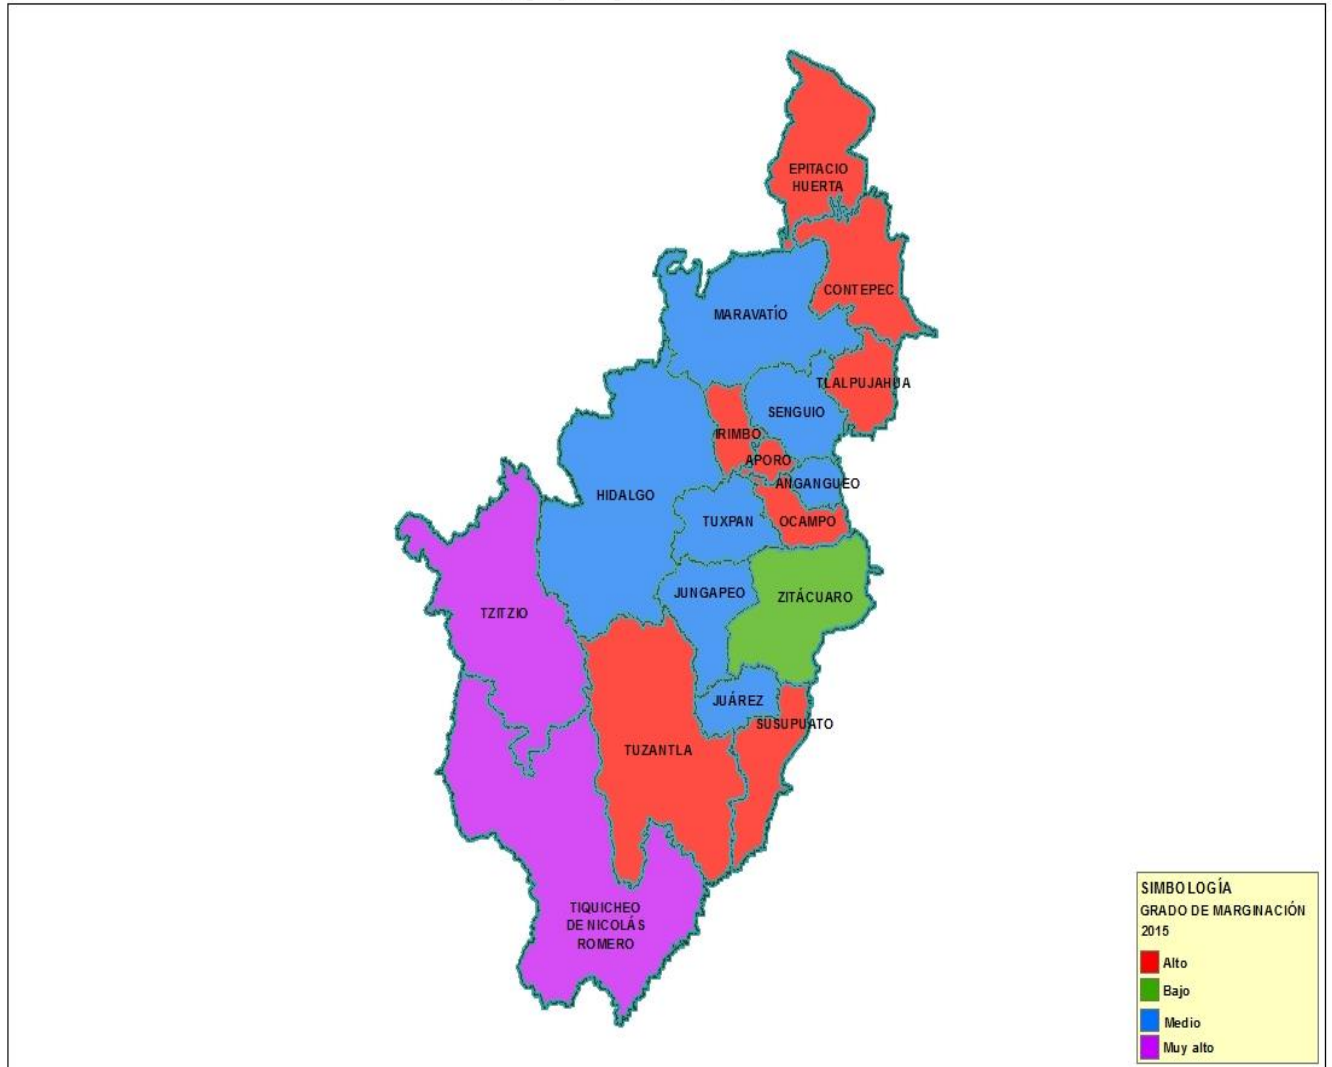 EPITACIO
HUERTA
CONTEPEC
MARAVATÍO
TLALPUJAHUA
SENGUIO
IRIMBO
APORO
ANGANGUEO
HIDALGO
TUXPAN
OCAMPO
JUNGAPEO
ZITÁCUARO
TZITZIO
JUÁREZ
SUSUPUATO
TUZANTLA
TIQUICHEO
DE NICOLÁS
ROMERO
SIMBOLOGÍA
GRADO DE MARGINACIÓN
2015
Alto
Bajo
Medio
Muy alto